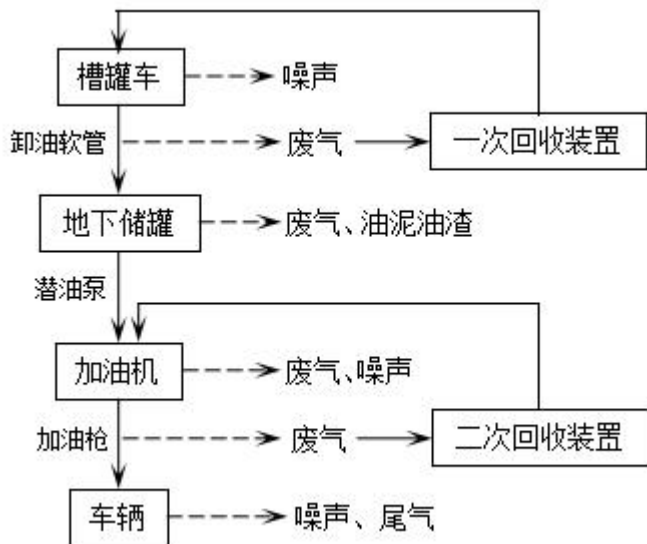 槽罐车
噪声
卸油软管
废气
一次回收装置
地下储罐
废气、油泥油渣
潜油泵
加油机
废气、噪声
加油枪
废气
二次回收装置
车辆
噪声、尾气